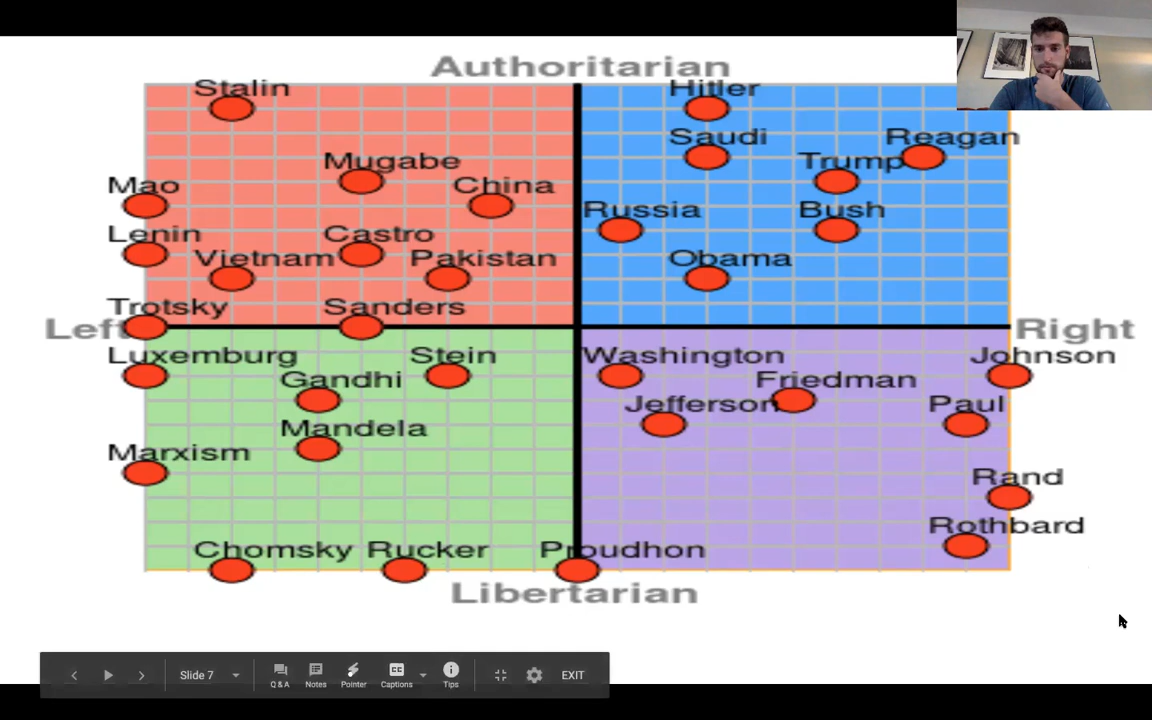 Authoritarian
Stalin
Hitler
Saudi
Reagan
Mugabe
Trump
Mao
China
Russia
Bush
Lenin
Castro
Vietnam
Pakistan
Obama
Trotsky
Sanders
Left
Right
Luxemburg
Stein
Washington
Johnson
Gandhi
Friedman
Jefferson
Paul
Mandela
Marxism
Rand
Rothbard
Chomsky
Rucker
Proudhon
Libertarian
Slide 7
Q & A
Notes
Pointer
Captions
Tips
EXIT